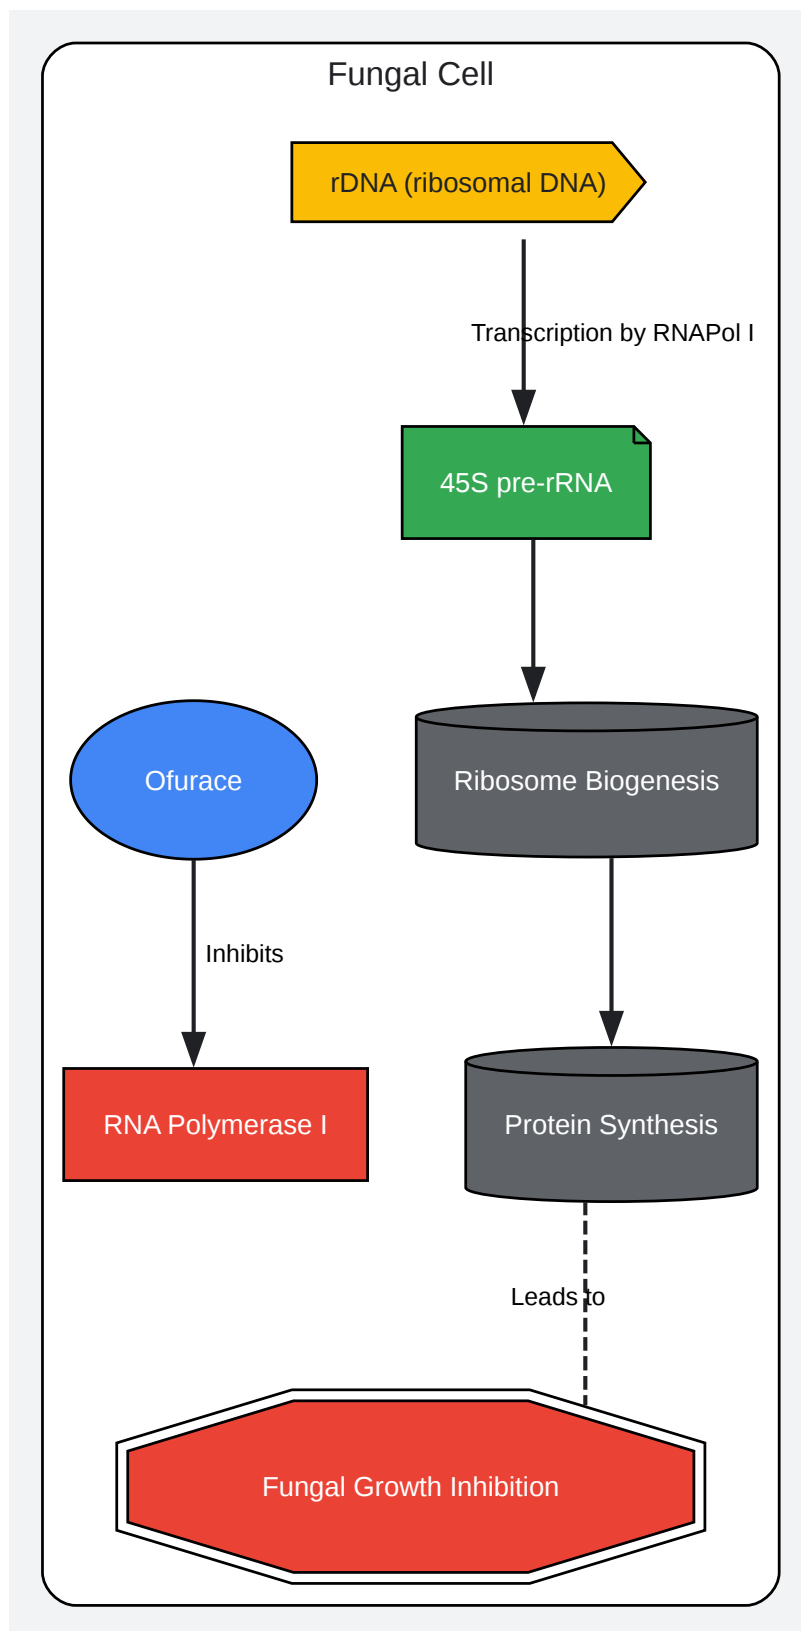 Fungal Cell
rDNA (ribosomal DNA)
Transcription by RNAPol I
45S pre-rRNA
Ofurace
Ribosome Biogenesis
Inhibits
RNA Polymerase I
Protein Synthesis
Leads to
Fungal Growth Inhibition